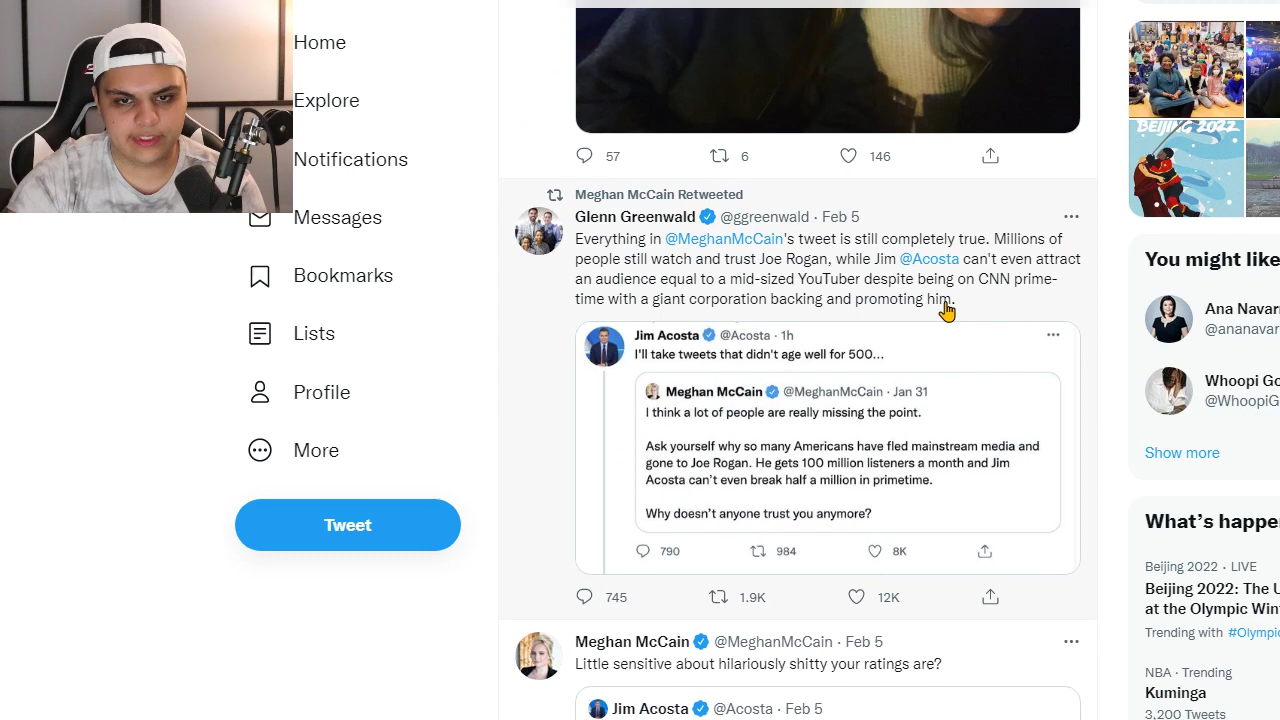 Home
Explore
Notifications
Messages
Bookmarks
Lists
Profile
More
Tweet
57
6
146
Meghan McCain Retweeted
Glenn Greenwald @ggreenwald · Feb 5
Everything in @MeghanMcCain's tweet is still completely true. Millions of
people still watch and trust Joe Rogan, while Jim @Acosta can't even attract
an audience equal to a mid-sized YouTuber despite being on CNN prime-
time with a giant corporation backing and promoting him.
Jim Acosta @Acosta · 1h
I'll take tweets that didn't age well for 500...
Meghan McCain @MeghanMcCain · Jan 31
I think a lot of people are really missing the point.
Ask yourself why so many Americans have fled mainstream media and
gone to Joe Rogan. He gets 100 million listeners a month and Jim
Acosta can't even break half a million in primetime.
Why doesn't anyone trust you anymore?
790
984
8K
745
1.9K
12K
Meghan McCain @MeghanMcCain · Feb 5
Little sensitive about hilariously shitty your ratings are?
Jim Acosta @Acosta · Feb 5
BEIJING 2022
You might like
Ana Navar
@ananavar
Whoopi Go
@WhoopiG
Show more
What's happe
Beijing 2022 · LIVE
Beijing 2022: The U
at the Olympic Win
Trending with #Olympi
NBA · Trending
Kuminga
3,200 Tweets